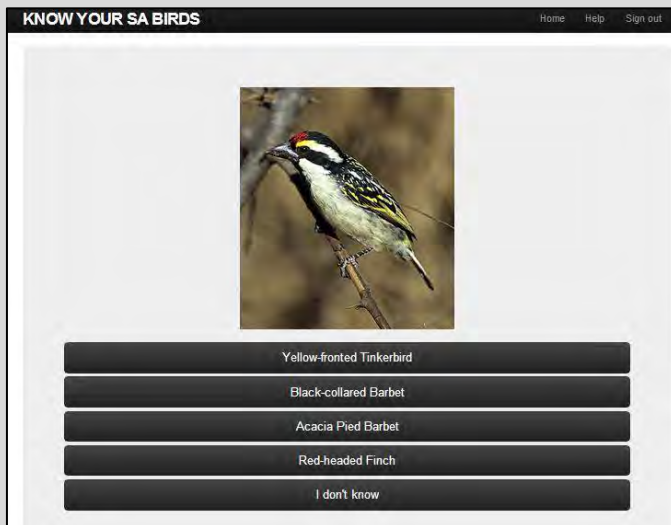 KNOW YOUR SA BIRDS Home Help Sign out
Yellow-fronted Tinkerbird
Black-collared Barbet
Acacia Pied Barbet
Red-headed Finch
I don't know